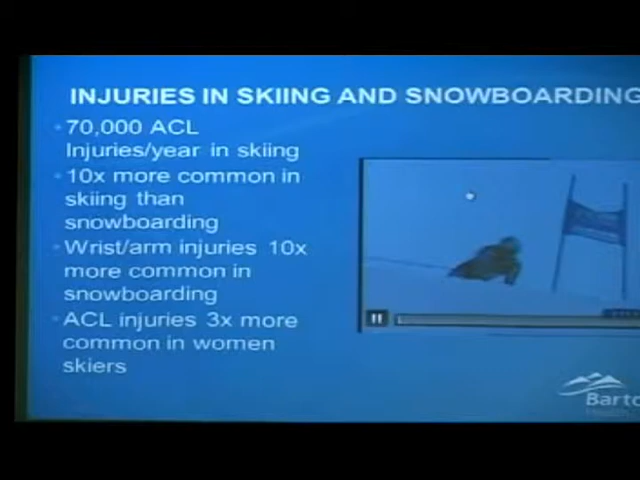 INJURIES IN SKIING AND SNOWBOARDING
70,000 ACL
Injuries/year in skiing
10x more common in
skiing than
snowboarding
Wrist/arm injuries 10x
more common in
snowboarding
ACL injuries 3x more
common in women
skiers